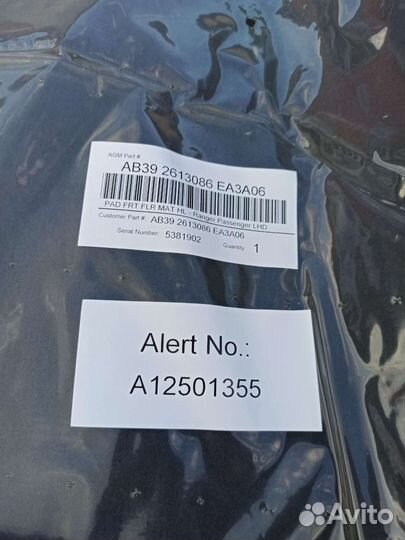 AGM Part #:
AB39 2613086 EA3A06
PAD FRT FLR MAT HL - Ranger Passenger LHD
Customer Part #: AB39 2613086 EA3A06
Serial Number: 5381902 Quantity: 1
Alert No.:
A12501355
Avito